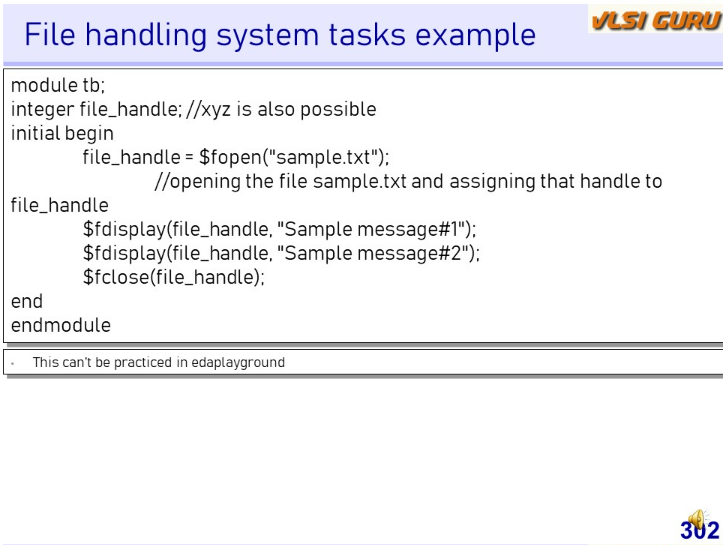 File handling system tasks example
VLSI GURU
module tb;
integer file_handle; //xyz is also possible
initial begin
file_handle = $fopen("sample.txt");
//opening the file sample.txt and assigning that handle to
file_handle
$fdisplay(file_handle, "Sample message#1");
$fdisplay(file_handle, "Sample message#2");
$fclose(file_handle);
end
endmodule
• This can't be practiced in edaplayground
302